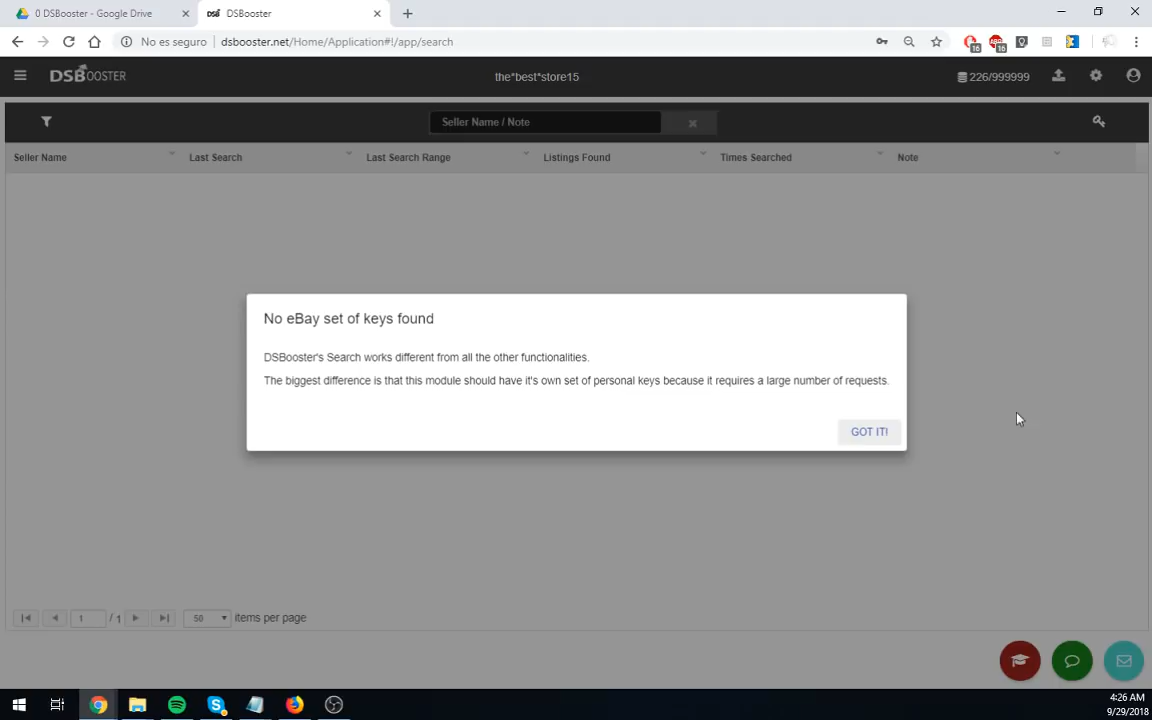 0 DSBooster - Google Drive
DSBooster
No es seguro
dsbooster.net/Home/Application#!/app/search
16
16
DSBOOSTER
the*best*store15
226/999999
Seller Name / Note
Seller Name
Last Search
Last Search Range
Listings Found
Times Searched
Note
No eBay set of keys found
DSBooster's Search works different from all the other functionalities.
The biggest difference is that this module should have it's own set of personal keys because it requires a large number of requests.
GOT IT!
1 / 1
50
items per page
4:26 AM
9/29/2018